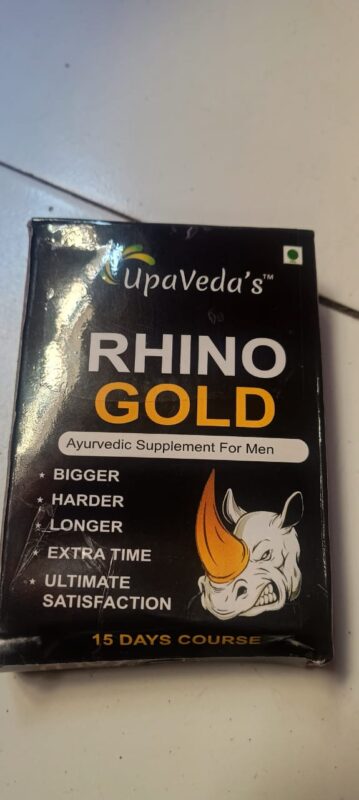 UpaVeda's™
RHINO
GOLD
Ayurvedic Supplement For Men
★ BIGGER
★ HARDER
★ LONGER
★ EXTRA TIME
★ ULTIMATE
SATISFACTION
15 DAYS COURSE